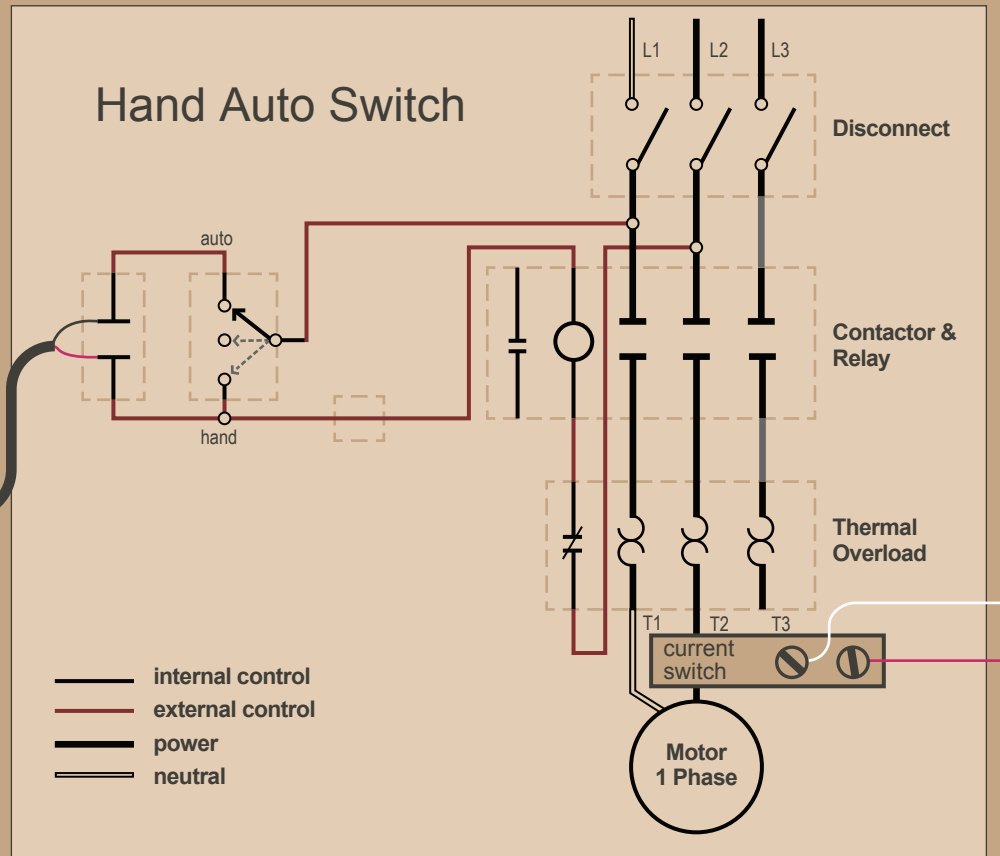 L1
L2
L3
Hand Auto Switch
Disconnect
auto
Contactor &
Relay
hand
Thermal
Overload
T1
T2
T3
current
switch
internal control
external control
power
neutral
Motor
1 Phase